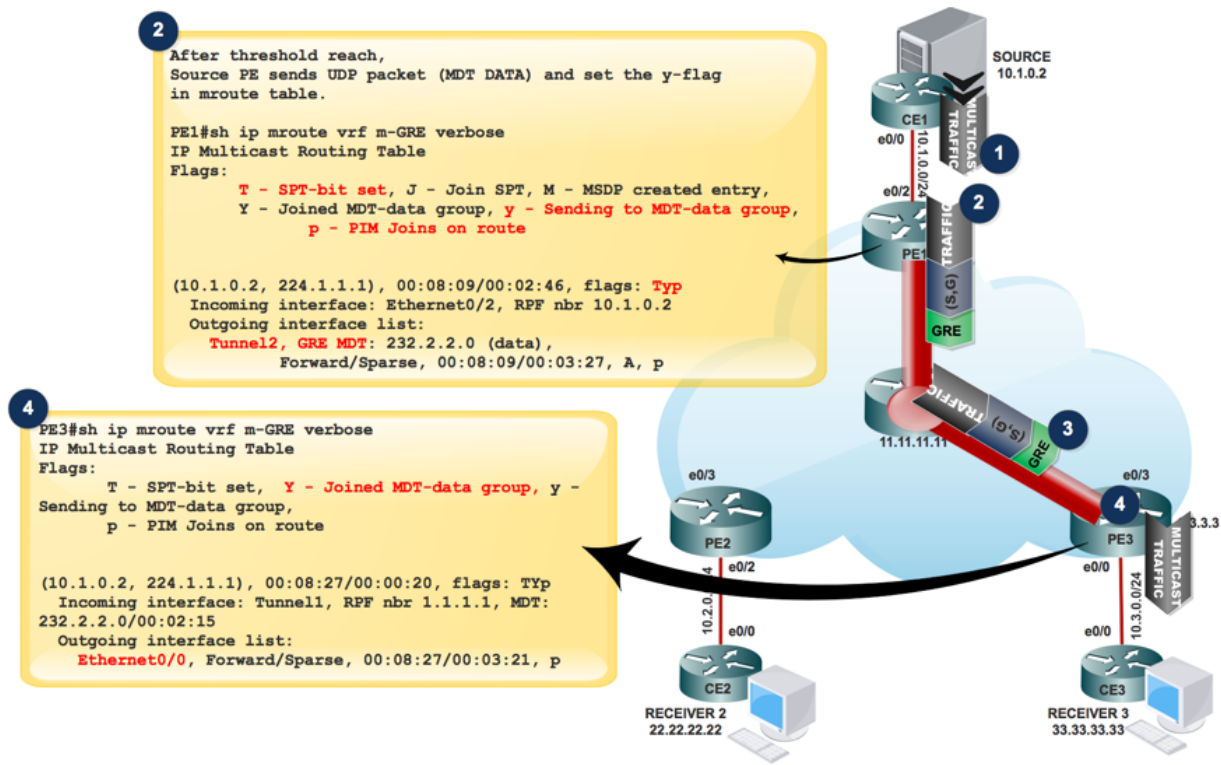 2
After threshold reach,
Source PE sends UDP packet (MDT DATA) and set the y-flag
in mroute table.
PE1#sh ip mroute vrf m-GRE verbose
IP Multicast Routing Table
Flags:
T - SPT-bit set, J - Join SPT, M - MSDP created entry,
Y - Joined MDT-data group, y - Sending to MDT-data group,
p - PIM Joins on route
(10.1.0.2, 224.1.1.1), 00:08:09/00:02:46, flags: Typ
Incoming interface: Ethernet0/2, RPF nbr 10.1.0.2
Outgoing interface list:
Tunnel2, GRE MDT: 232.2.2.0 (data),
Forward/Sparse, 00:08:09/00:03:27, A, p
SOURCE
10.1.0.2
CE1
MULTICAS
TRAFFIC
1
e0/0
10.1.0.0/24
e0/2
2
TRAFFIC
PE1
(S,G)
GRE
4
PE3#sh ip mroute vrf m-GRE verbose
IP Multicast Routing Table
Flags:
T - SPT-bit set, Y - Joined MDT-data group, y -
Sending to MDT-data group,
p - PIM Joins on route
(10.1.0.2, 224.1.1.1), 00:08:27/00:00:20, flags: TYp
Incoming interface: Tunnel1, RPF nbr 1.1.1.1, MDT:
232.2.2.0/00:02:15
Outgoing interface list:
Ethernet0/0, Forward/Sparse, 00:08:27/00:03:21, p
TRAFFIC
(S,G)
GRE
3
11.11.11.11
e0/3
PE2
e0/2
10.2.0.
4
e0/0
CE2
RECEIVER 2
22.22.22.22
e0/3
4
PE3
3.3.3
MULTICAST
TRAFFIC
e0/0
10.3.0.0/24
e0/0
CE3
RECEIVER 3
33.33.33.33